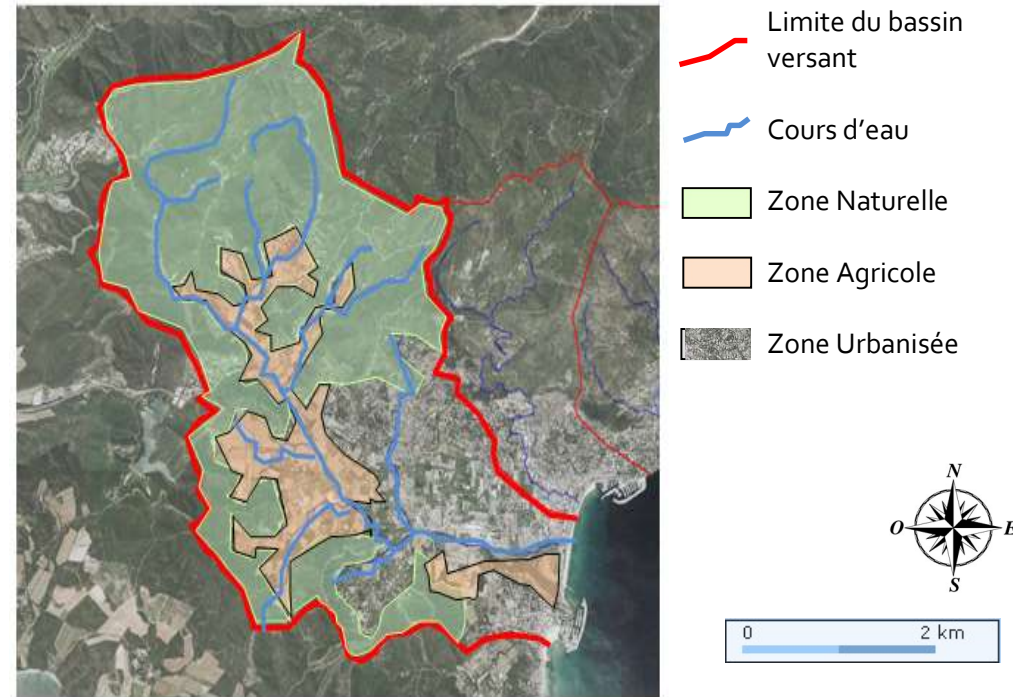 Limite du bassin
versant
Cours d'eau
Zone Naturelle
Zone Agricole
Zone Urbanisée
N
O
E
S
0
2 km